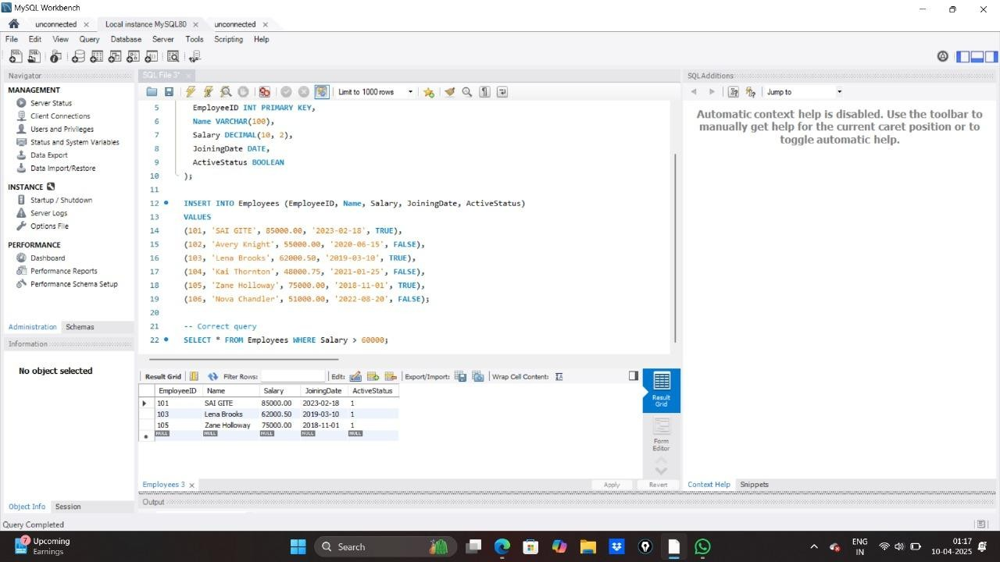 MySQL Workbench
unconnected
Local instance MySQL80
unconnected
File Edit View Query Database Server Tools Scripting Help
Navigator
MANAGEMENT
Server Status
Client Connections
Users and Privileges
Status and System Variables
Data Export
Data Import/Restore
INSTANCE
Startup / Shutdown
Server Logs
Options File
PERFORMANCE
Dashboard
Performance Reports
Performance Schema Setup
Administration Schemas
Information
No object selected
Object Info Session
SQL File 3*
Limit to 1000 rows
5 EmployeeID INT PRIMARY KEY,
6 Name VARCHAR(100),
7 Salary DECIMAL(10, 2),
8 JoiningDate DATE,
9 ActiveStatus BOOLEAN
10 );
11
12 INSERT INTO Employees (EmployeeID, Name, Salary, JoiningDate, ActiveStatus)
13 VALUES
14 (101, 'SAI GITE', 85000.00, '2023-02-18', TRUE),
15 (102, 'Avery Knight', 55000.00, '2020-06-15', FALSE),
16 (103, 'Lena Brooks', 62000.50, '2019-03-10', TRUE),
17 (104, 'Kai Thornton', 48000.75, '2021-01-25', FALSE),
18 (105, 'Zane Holloway', 75000.00, '2018-11-01', TRUE),
19 (106, 'Nova Chandler', 51000.00, '2022-08-20', FALSE);
20
21 -- Correct query
22 SELECT * FROM Employees WHERE Salary > 60000;
Result Grid Filter Rows: Edit: Export/Import: Wrap Cell Content:
EmployeeID Name Salary JoiningDate ActiveStatus
101 SAI GITE 85000.00 2023-02-18 1
103 Lena Brooks 62000.50 2019-03-10 1
105 Zane Holloway 75000.00 2018-11-01 1
NULL NULL NULL NULL NULL
Result
Grid
Form
Editor
Employees 3
Apply Revert
Output
SQLAdditions
Jump to
Automatic context help is disabled. Use the toolbar to
manually get help for the current caret position or to
toggle automatic help.
Context Help Snippets
Query Completed
7
Upcoming
Earnings
Search
ENG
IN
01:17
10-04-2025